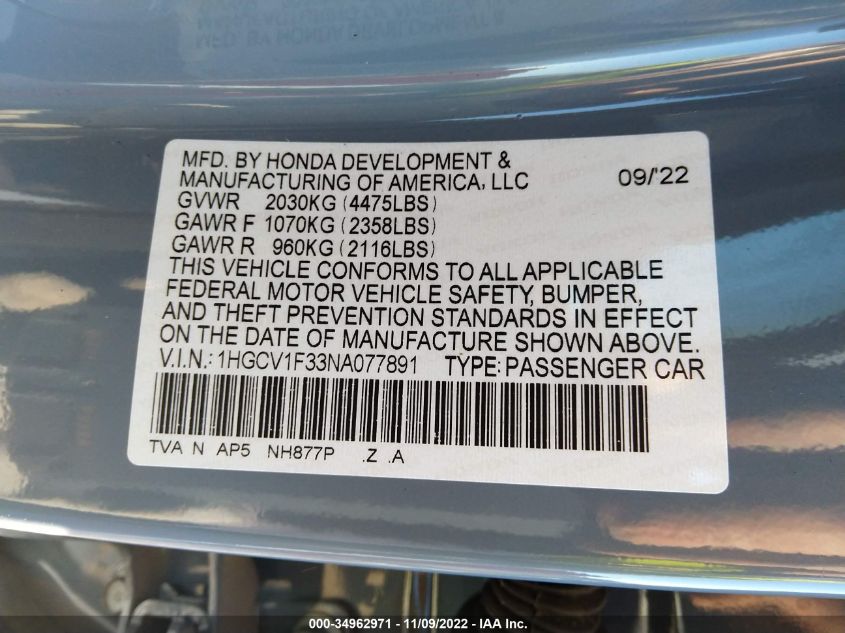 MFD. BY HONDA DEVELOPMENT &
MANUFACTURING OF AMERICA, LLC 09/'22
GVWR 2030KG (4475LBS)
GAWR F 1070KG (2358LBS)
GAWR R 960KG (2116LBS)
THIS VEHICLE CONFORMS TO ALL APPLICABLE
FEDERAL MOTOR VEHICLE SAFETY, BUMPER,
AND THEFT PREVENTION STANDARDS IN EFFECT
ON THE DATE OF MANUFACTURE SHOWN ABOVE.
V.I.N.: 1HGCV1F33NA077891 TYPE: PASSENGER CAR
TVA N AP5 NH877P .Z .A
000-34962971 - 11/09/2022 - IAA Inc.